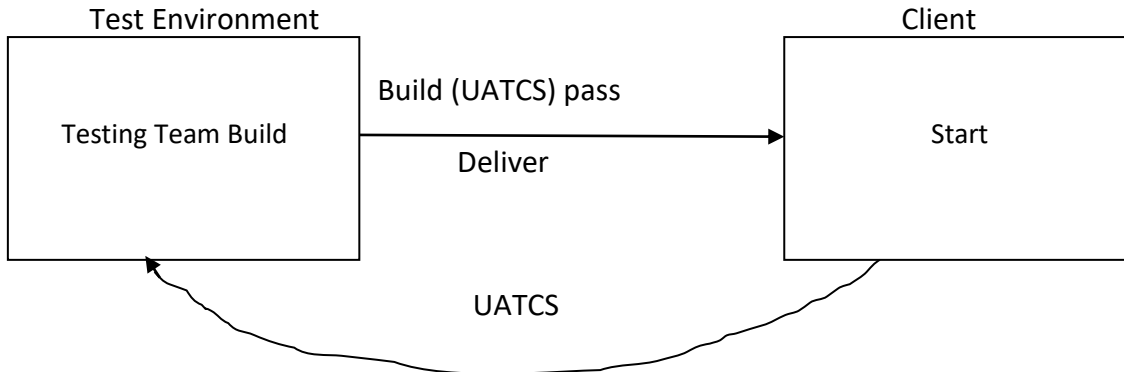 Test Environment
Client
Build (UATCS) pass
Testing Team Build
Start
Deliver
UATCS